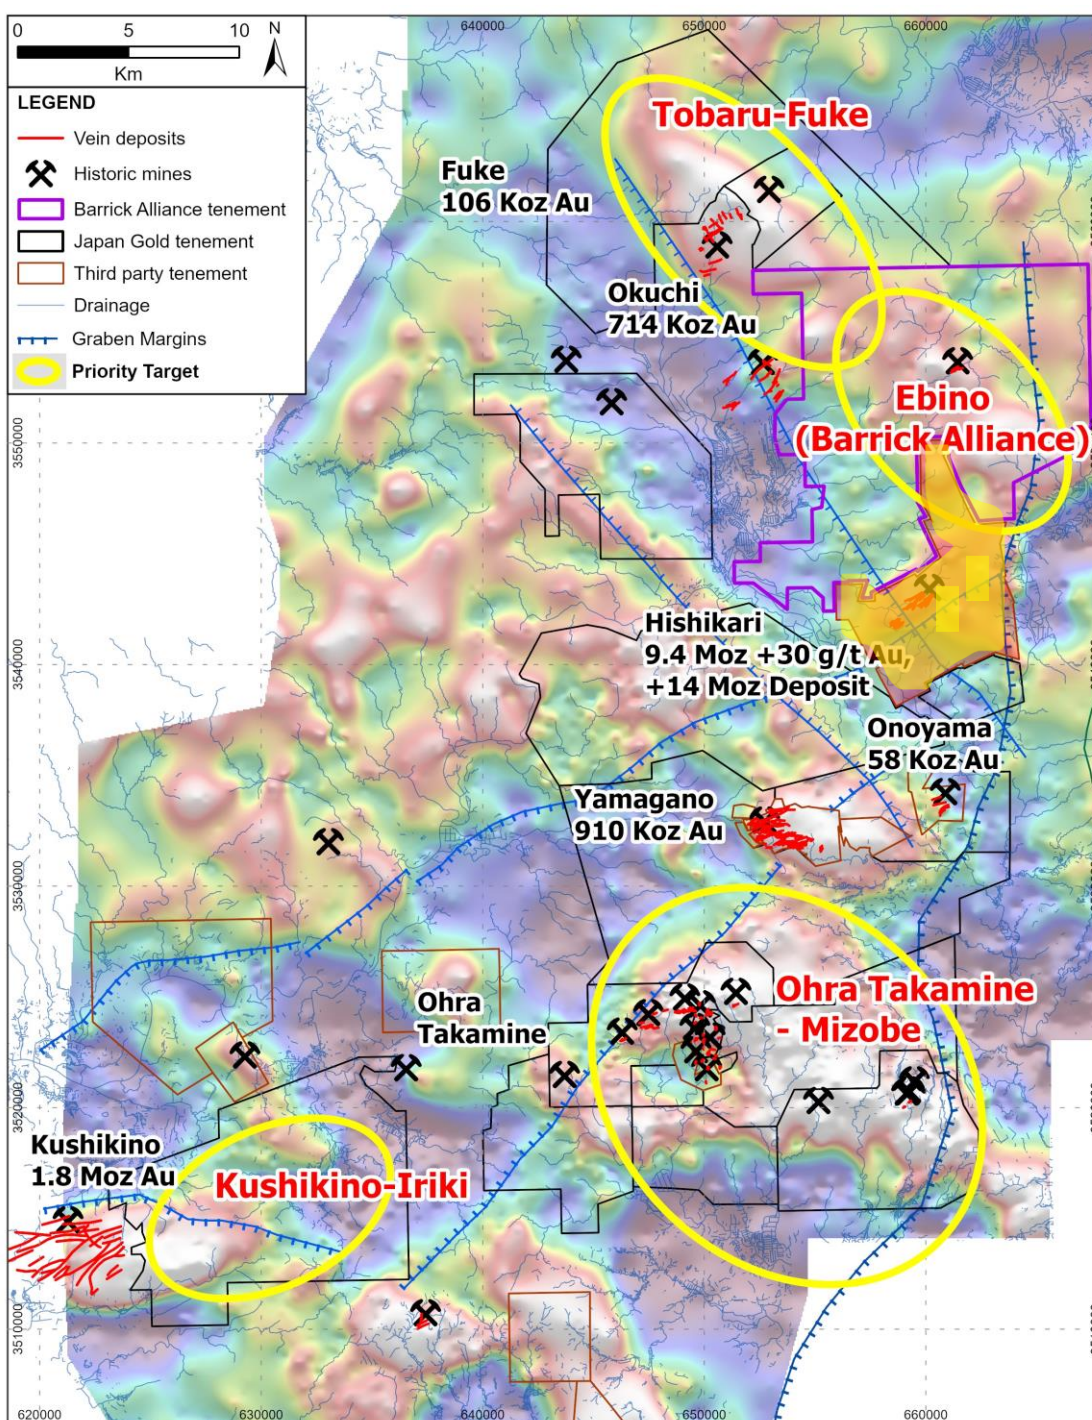 0 5 10
Km
N
LEGEND
Vein deposits
Historic mines
Barrick Alliance tenement
Japan Gold tenement
Third party tenement
Drainage
Graben Margins
Priority Target
640000 650000 660000
Tobaru-Fuke
Fuke
106 Koz Au
Okuchi
714 Koz Au
Ebino
(Barrick Alliance)
3550000
Hishikari
9.4 Moz +30 g/t Au,
+14 Moz Deposit
3540000
Onoyama
58 Koz Au
Yamagano
910 Koz Au
3530000
Ohra
Takamine
Ohra Takamine
- Mizobe
3520000
Kushikino
1.8 Moz Au
Kushikino-Iriki
3510000
620000 630000 640000 650000 660000